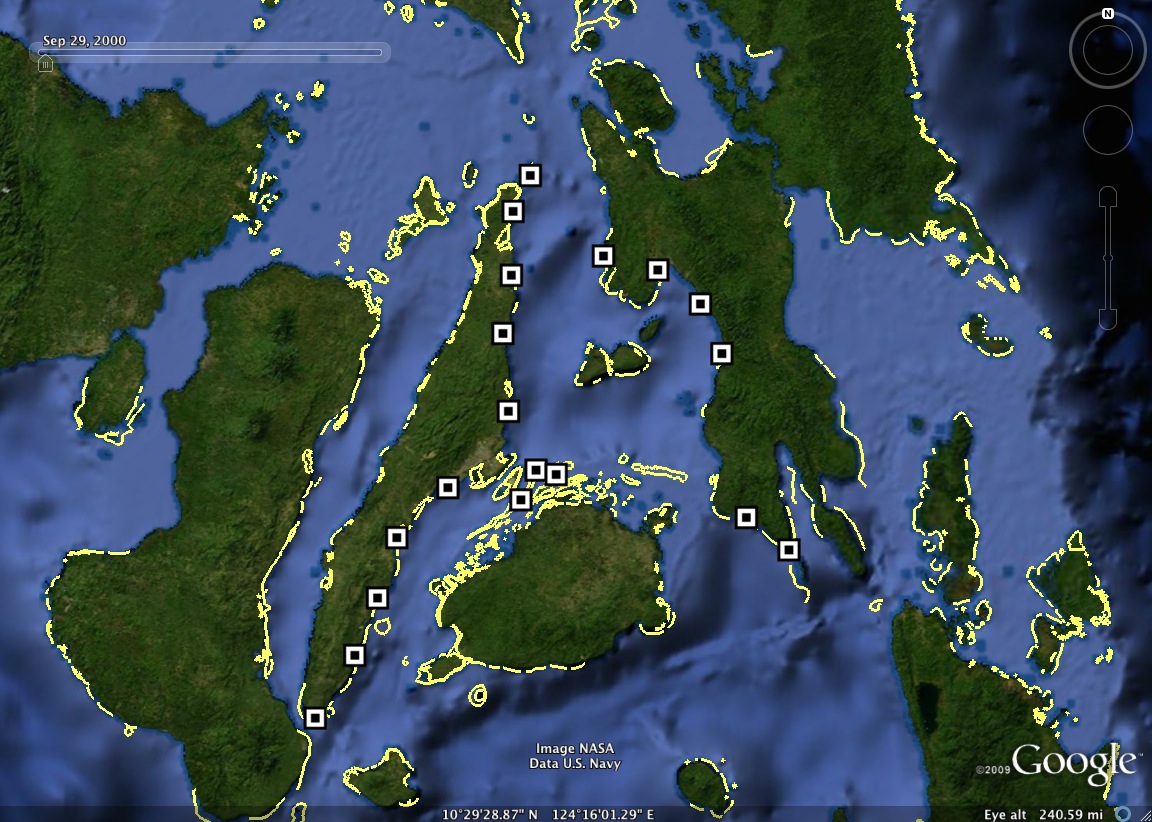 Sep 29, 2000
N
Image NASA
Data U.S. Navy
©2009 Google™
10°29'28.87" N 124°16'01.29" E
Eye alt 240.59 mi